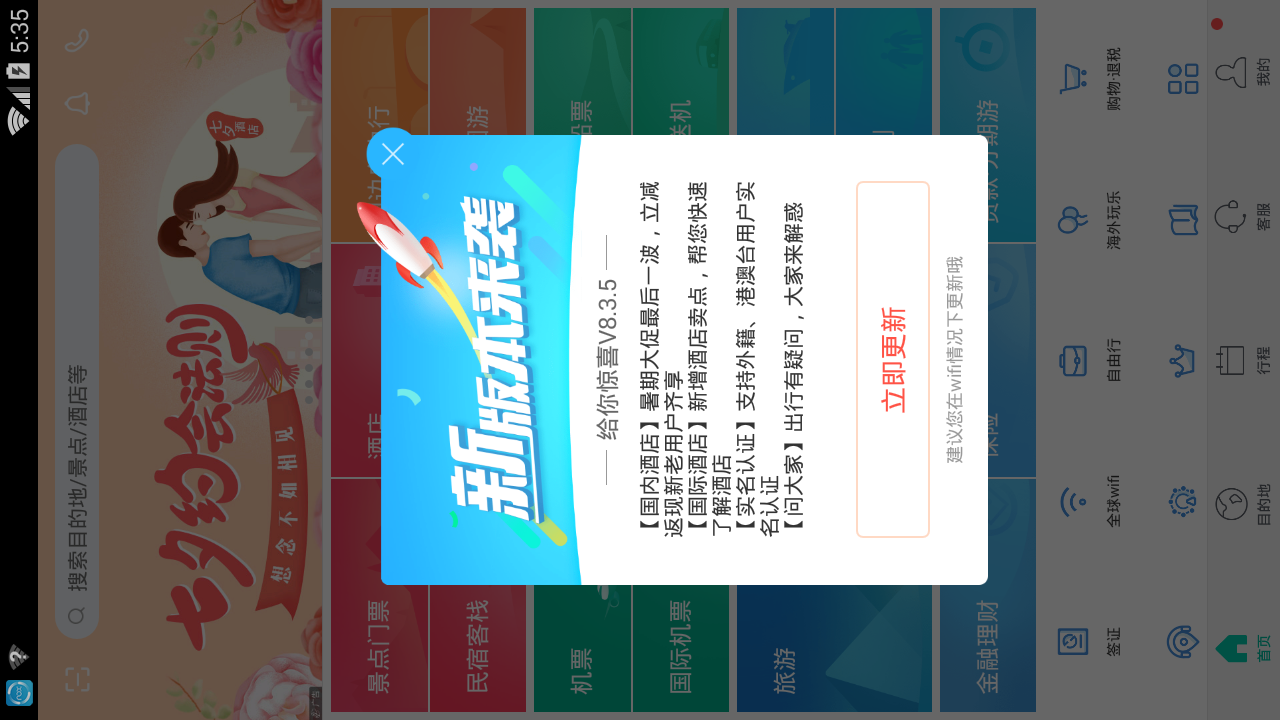 5:35
搜索目的地/景点/酒店等
七夕约会法则
想念不如相见
七夕酒店
广告
景点门票
酒店
民宿客栈
机票
国际机票
旅游
金融理财
保险
新版本来袭
给你惊喜V8.3.5
【国内酒店】暑期大促最后一波，立减
返现新老用户齐享
【国际酒店】新增酒店卖点，帮您快速
了解酒店
【实名认证】支持外籍、港澳台用户实
名认证
【问大家】出行有疑问，大家来解惑
立即更新
建议您在wifi情况下更新哦
签证
全球wifi
自由行
海外玩乐
购物·退税
首页
目的地
行程
客服
我的